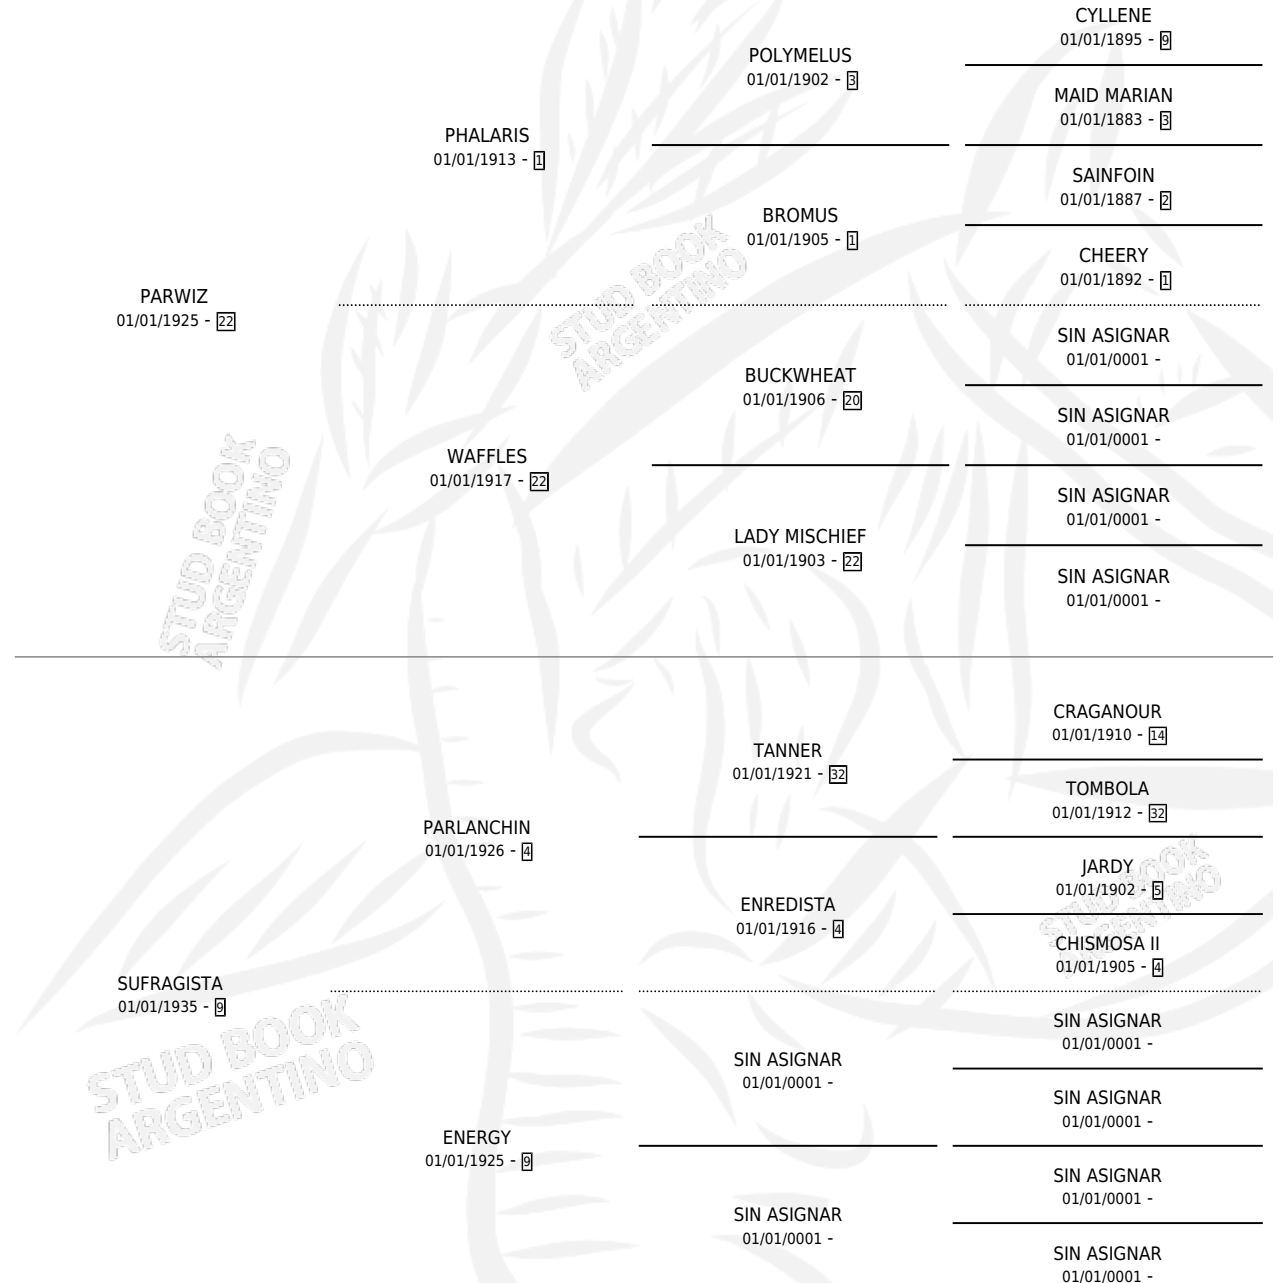 CYLLENE
01/01/1895 - 9
POLYMELUS
01/01/1902 - 3
MAID MARIAN
01/01/1883 - 3
PHALARIS
01/01/1913 - 1
SAINFOIN
01/01/1887 - 2
BROMUS
01/01/1905 - 1
CHEERY
01/01/1892 - 1
PARWIZ
01/01/1925 - 22
SIN ASIGNAR
01/01/0001 -
BUCKWHEAT
01/01/1906 - 20
SIN ASIGNAR
01/01/0001 -
WAFFLES
01/01/1917 - 22
SIN ASIGNAR
01/01/0001 -
LADY MISCHIEF
01/01/1903 - 22
SIN ASIGNAR
01/01/0001 -
CRAGANOUR
01/01/1910 - 14
TANNER
01/01/1921 - 32
TOMBOLA
01/01/1912 - 32
PARLANCHIN
01/01/1926 - 4
JARDY
01/01/1902 - 5
ENREDISTA
01/01/1916 - 4
CHISMOSA II
01/01/1905 - 4
SUFRAGISTA
01/01/1935 - 9
SIN ASIGNAR
01/01/0001 -
SIN ASIGNAR
01/01/0001 -
SIN ASIGNAR
01/01/0001 -
ENERGY
01/01/1925 - 9
SIN ASIGNAR
01/01/0001 -
SIN ASIGNAR
01/01/0001 -
SIN ASIGNAR
01/01/0001 -
STUD BOOK
ARGENTINO
STUD BOOK
ARGENTINO
STUD BOOK
ARGENTINO
STUD BOOK
ARGENTINO